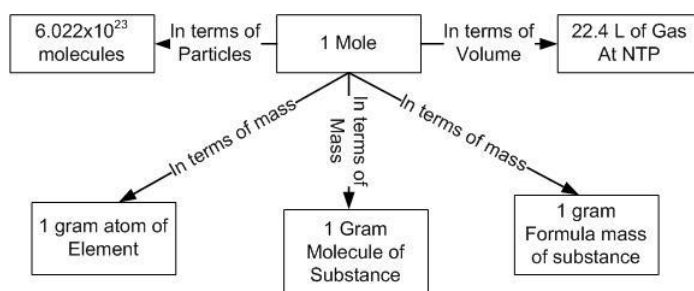 6.022x10²³
molecules
In terms of
Particles
1 Mole
In terms of
Volume
22.4 L of Gas
At NTP
In terms of mass
In terms of
Mass
In terms of mass
1 gram atom of
Element
1 Gram
Molecule of
Substance
1 gram
Formula mass
of substance